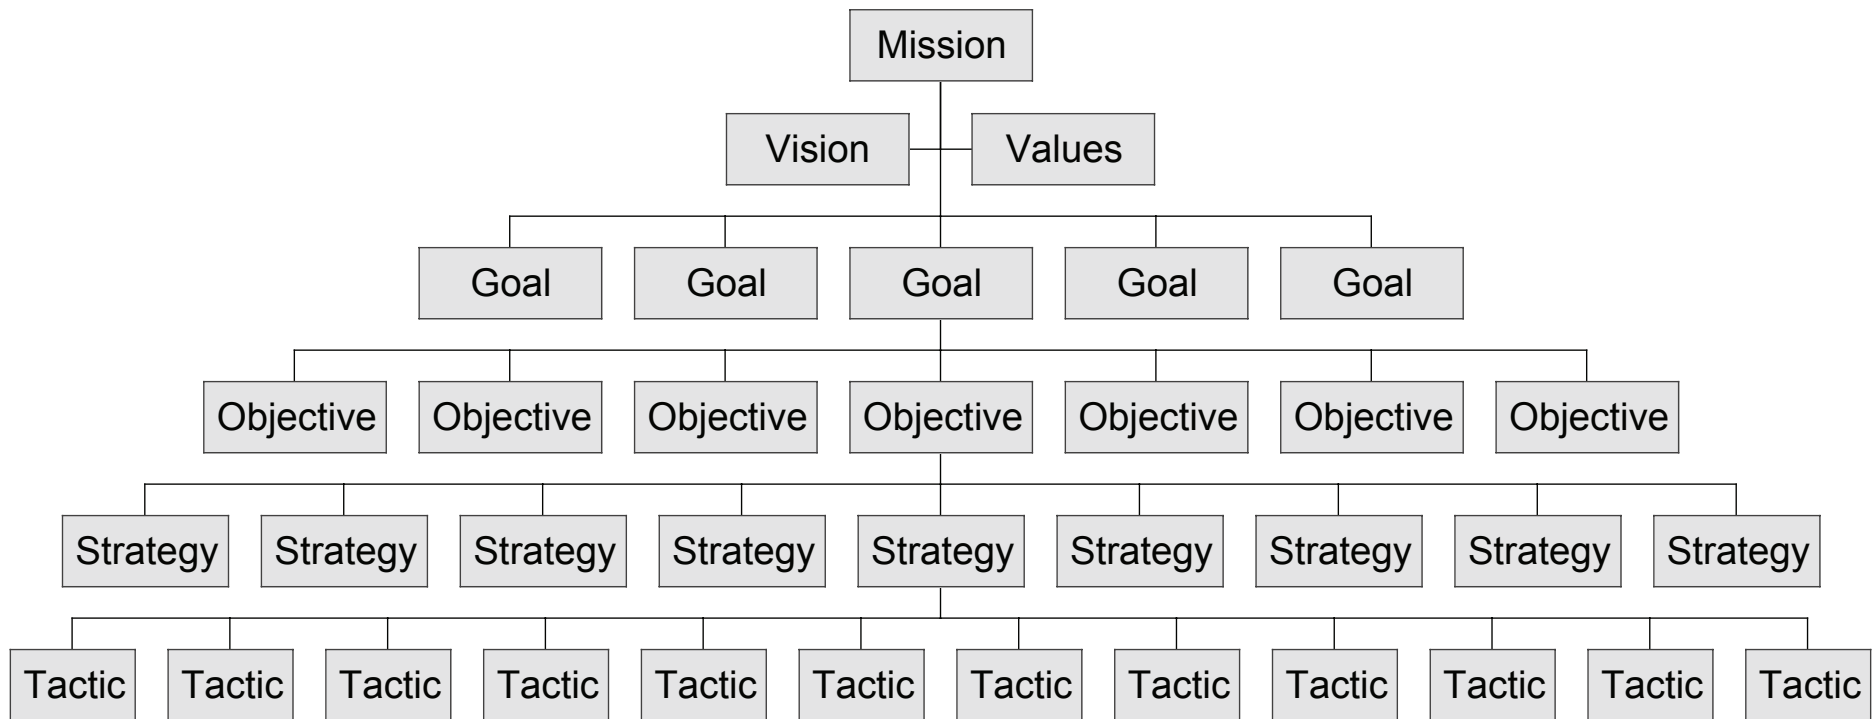 Mission
Vision Values
Goal Goal Goal Goal Goal
Objective Objective Objective Objective Objective Objective Objective
Strategy Strategy Strategy Strategy Strategy Strategy Strategy Strategy Strategy
Tactic Tactic Tactic Tactic Tactic Tactic Tactic Tactic Tactic Tactic Tactic Tactic